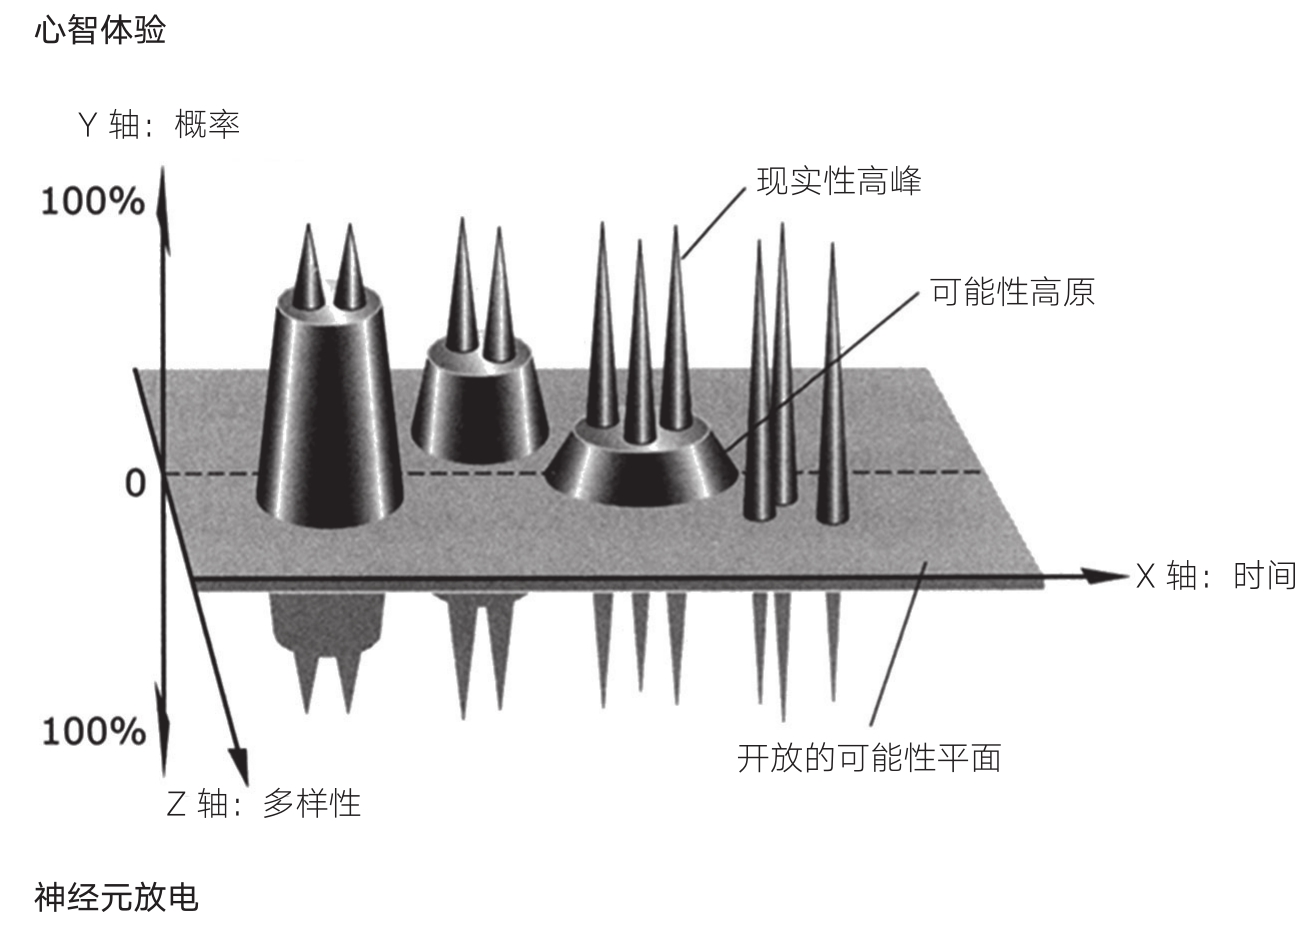 心智体验
Y 轴：概率
100%
现实性高峰
可能性高原
0
X 轴：时间
100%
开放的可能性平面
Z 轴：多样性
神经元放电